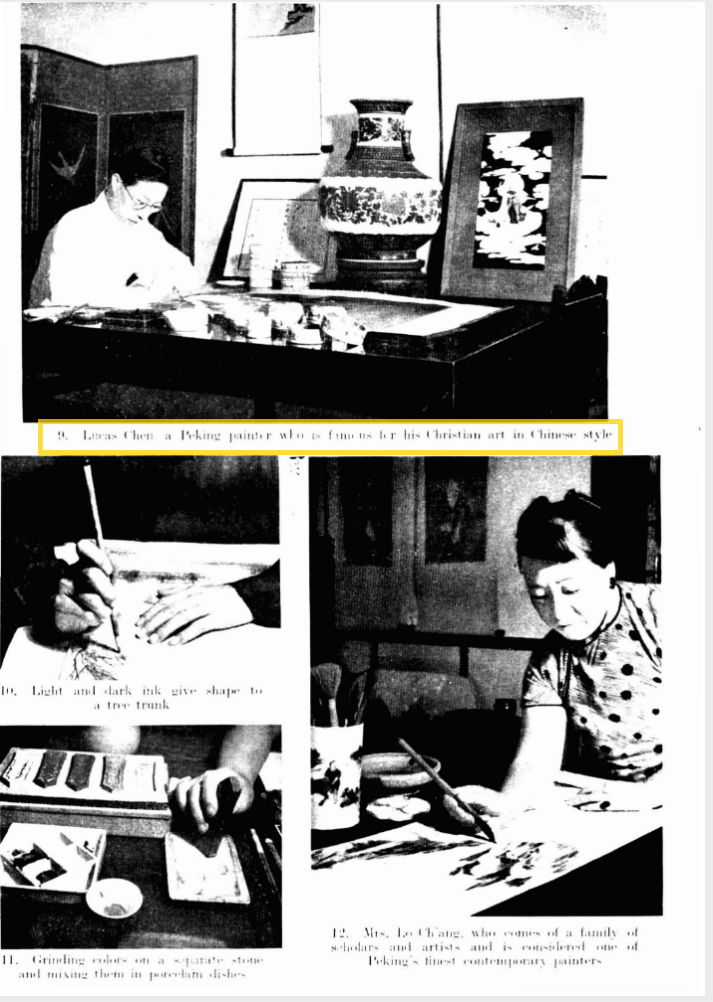 9. Lucas Chen, a Peking painter who is famous for his Christian art in Chinese style
10. Light and dark ink give shape to
a tree trunk
11. Grinding colors on a separate stone
and mixing them in porcelain dishes
12. Mrs. Lo Ch'ang, who comes of a family of
scholars and artists and is considered one of
Peking's finest contemporary painters